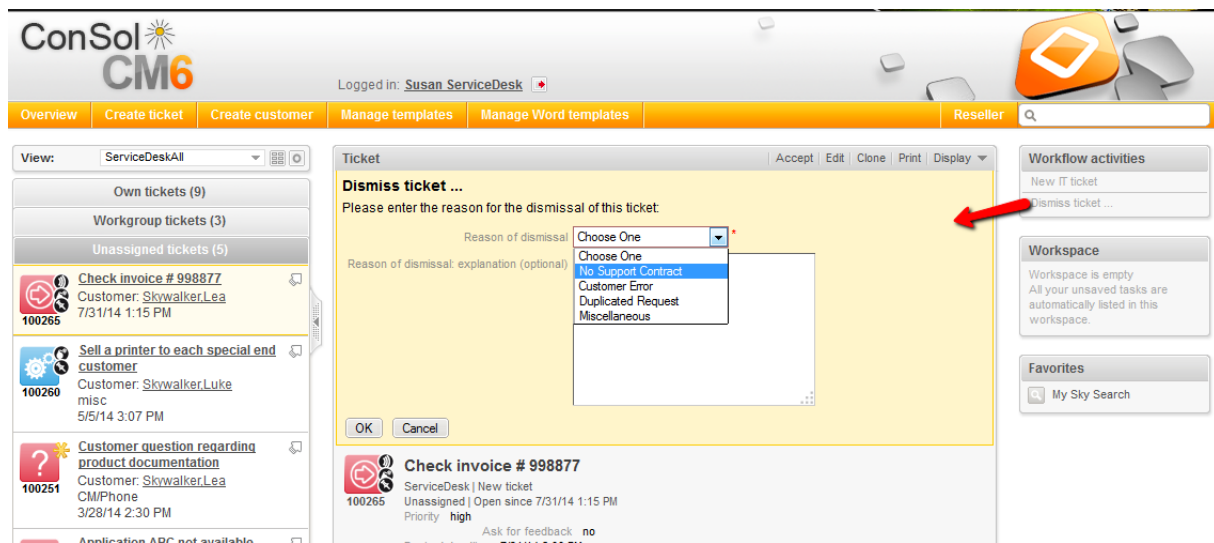 ConSol
CM6
Logged in: Susan ServiceDesk
Overview Create ticket Create customer Manage templates Manage Word templates Reseller
View: ServiceDeskAll
Own tickets (9)
Workgroup tickets (3)
Unassigned tickets (5)
Check invoice # 998877
Customer: Skywalker,Lea
7/31/14 1:15 PM
100265
Sell a printer to each special end
customer
Customer: Skywalker,Luke
misc
5/5/14 3:07 PM
100260
Customer question regarding
product documentation
Customer: Skywalker,Lea
CM/Phone
3/28/14 2:30 PM
100251
Application ABC not available
Ticket Accept Edit Clone Print Display
Dismiss ticket ...
Please enter the reason for the dismissal of this ticket:
Reason of dismissal Choose One *
Choose One
No Support Contract
Customer Error
Duplicated Request
Miscellaneous
Reason of dismissal: explanation (optional)
OK Cancel
Check invoice # 998877
ServiceDesk | New ticket
100265 Unassigned | Open since 7/31/14 1:15 PM
Priority high
Ask for feedback no
Workflow activities
New IT ticket
Dismiss ticket ...
Workspace
Workspace is empty
All your unsaved tasks are
automatically listed in this
workspace.
Favorites
My Sky Search